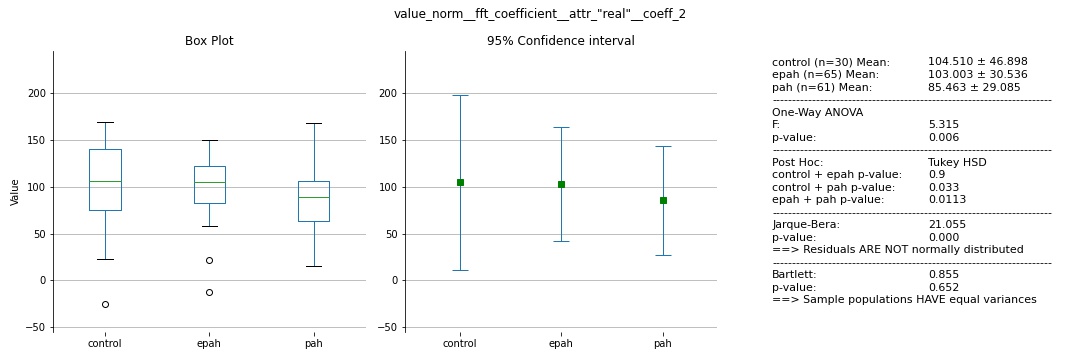 value_norm__fft_coefficient__attr_"real"__coeff_2
Box Plot
Value
200
150
100
50
0
−50
control epah pah
95% Confidence interval
200
150
100
50
0
−50
control epah pah
control (n=30) Mean: 104.510 ± 46.898
epah (n=65) Mean: 103.003 ± 30.536
pah (n=61) Mean: 85.463 ± 29.085
One-Way ANOVA
F: 5.315
p-value: 0.006
Post Hoc: Tukey HSD
control + epah p-value: 0.9
control + pah p-value: 0.033
epah + pah p-value: 0.0113
Jarque-Bera: 21.055
p-value: 0.000
==> Residuals ARE NOT normally distributed
Bartlett: 0.855
p-value: 0.652
==> Sample populations HAVE equal variances